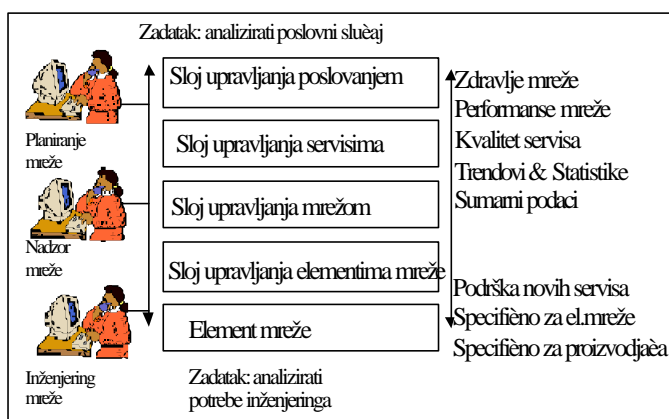 Zadatak: analizirati poslovni sluèaj
Sloj upravljanja poslovanjem
Sloj upravljanja servisima
Sloj upravljanja mrežom
Sloj upravljanja elementima mreže
Element mreže
Planiranje
mreže
Nadzor
mreže
Inženjering
mreže
Zdravlje mreže
Performanse mreže
Kvalitet servisa
Trendovi & Statistike
Sumarni podaci
Podrška novih servisa
Specifièno za el.mreže
Specifièno za proizvodjaèa
Zadatak: analizirati
potrebe inženjeringa